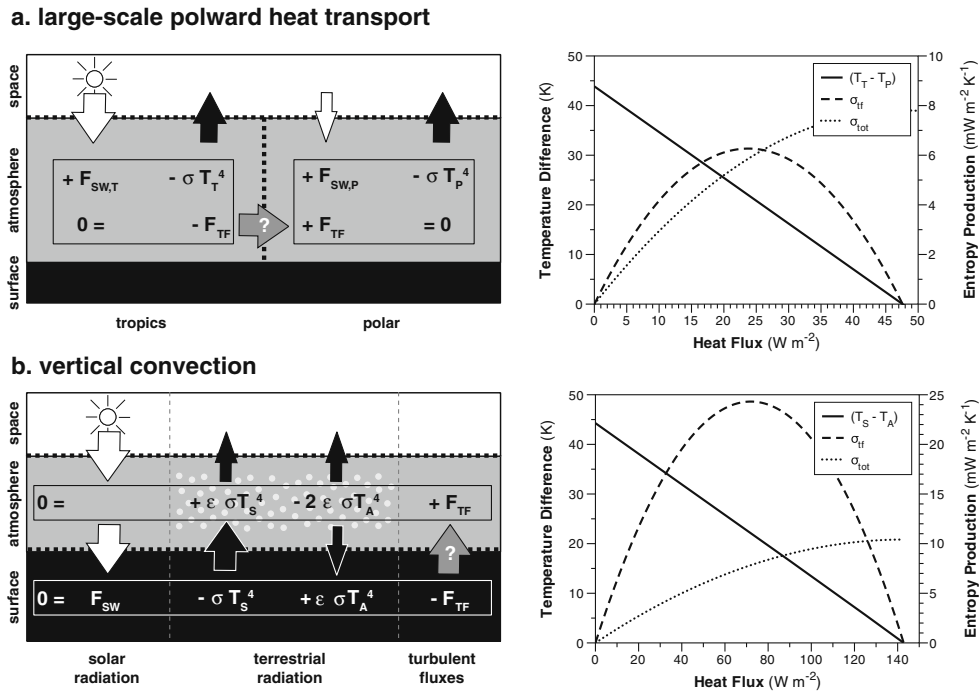 a. large-scale polward heat transport
space
atmosphere
surface
+ F_SW,T - σ T_T^4
0 = - F_TF
?
+ F_SW,P - σ T_P^4
+ F_TF = 0
tropics polar
Temperature Difference (K)
50
40
30
20
10
0
(T_T - T_P)
σ_tf
σ_tot
10
8
6
4
2
0
Entropy Production (mW m^-2 K^-1)
0 5 10 15 20 25 30 35 40 45 50
Heat Flux (W m^-2)
b. vertical convection
space
atmosphere
surface
0 = + ε σT_S^4 - 2 ε σT_A^4 + F_TF
?
0 = F_SW - σ T_S^4 + ε σT_A^4 - F_TF
solar radiation
terrestrial radiation
turbulent fluxes
Temperature Difference (K)
50
40
30
20
10
0
(T_S - T_A)
σ_tf
σ_tot
25
20
15
10
5
0
Entropy Production (mW m^-2 K^-1)
0 20 40 60 80 100 120 140
Heat Flux (W m^-2)